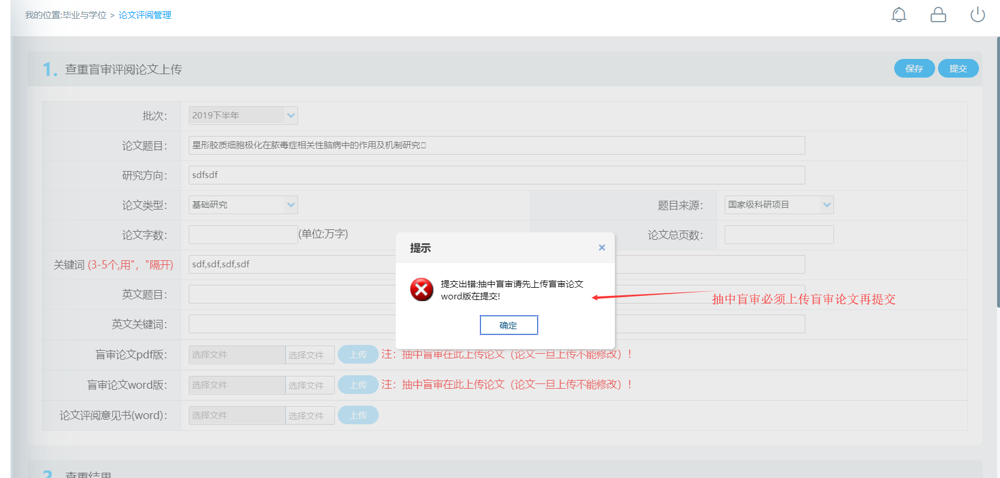 我的位置:毕业与学位 > 论文评阅管理
1. 查重盲审评阅论文上传
保存 提交
批次: 2019下半年
论文题目: 星形胶质细胞极化在脓毒症相关性脑病中的作用及机制研究
研究方向: sdfsdf
论文类型: 基础研究 题目来源: 国家级科研项目
论文字数: (单位:万字) 论文总页数:
关键词 (3-5个,用", "隔开) sdf,sdf,sdf,sdf
英文题目:
英文关键词:
提示 ×
提交出错:抽中盲审请先上传盲审论文
word版在提交!
确定
抽中盲审必须上传盲审论文再提交
盲审论文pdf版: 选择文件 选择文件 上传 注: 抽中盲审在此上传论文（论文一旦上传不能修改）!
盲审论文word版: 选择文件 选择文件 上传 注: 抽中盲审在此上传论文（论文一旦上传不能修改）!
论文评阅意见书(word): 选择文件 选择文件 上传
2. 查重结果